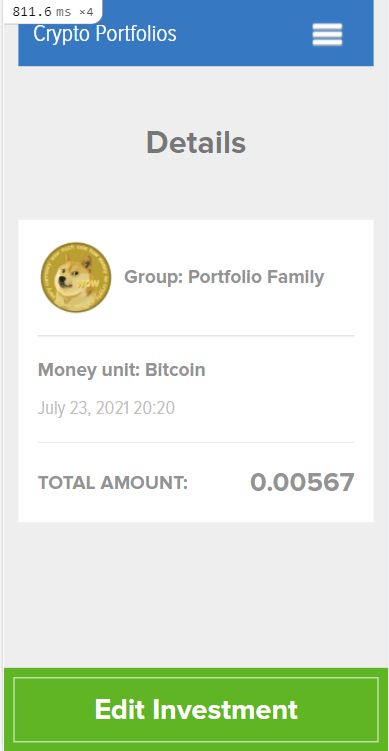 811.6 ms ×4
Crypto Portfolios
Details
WOW
Group: Portfolio Family
Money unit: Bitcoin
July 23, 2021 20:20
TOTAL AMOUNT:
0.00567
Edit Investment